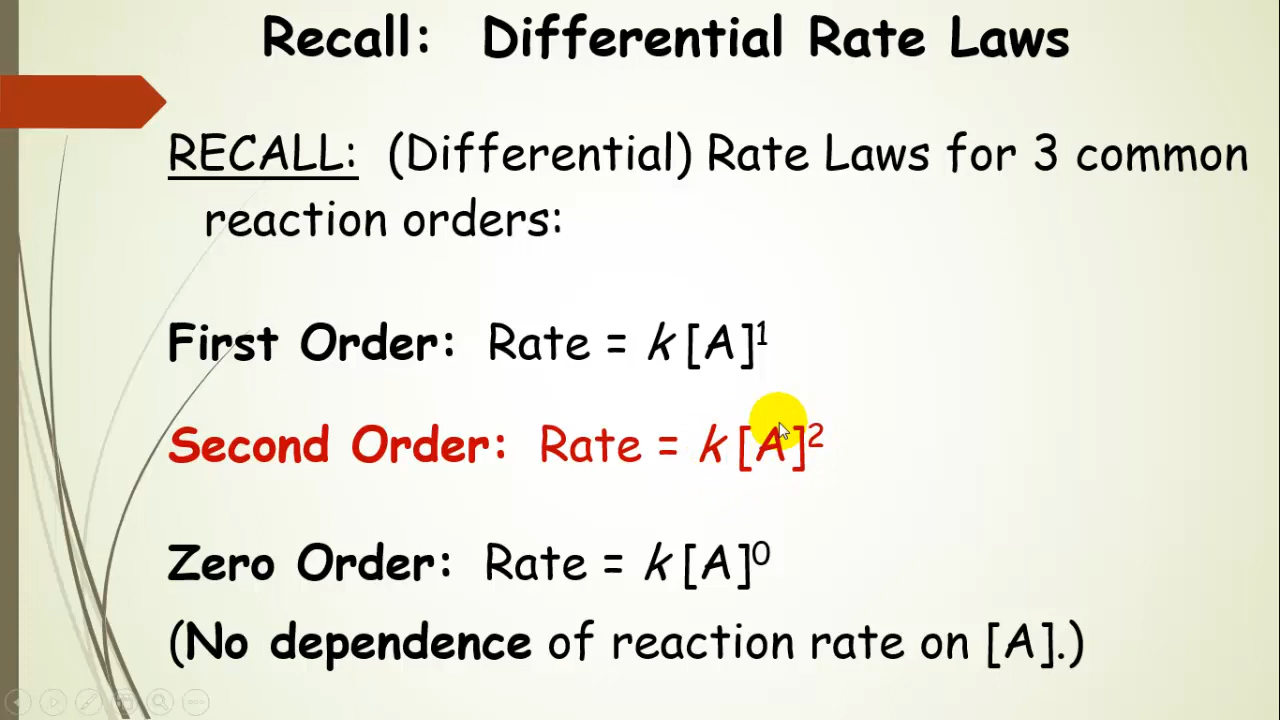 Recall: Differential Rate Laws
RECALL: (Differential) Rate Laws for 3 common
reaction orders:
First Order: Rate = k [A]¹
Second Order: Rate = k [A]²
Zero Order: Rate = k [A]⁰
(No dependence of reaction rate on [A].)